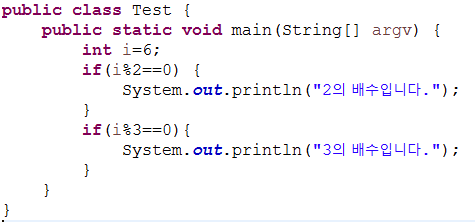 public class Test {
    public static void main(String[] argv) {
        int i=6;
        if(i%2==0) {
            System.out.println("2의 배수입니다.");
        }
        if(i%3==0){
            System.out.println("3의 배수입니다.");
        }
    }
}